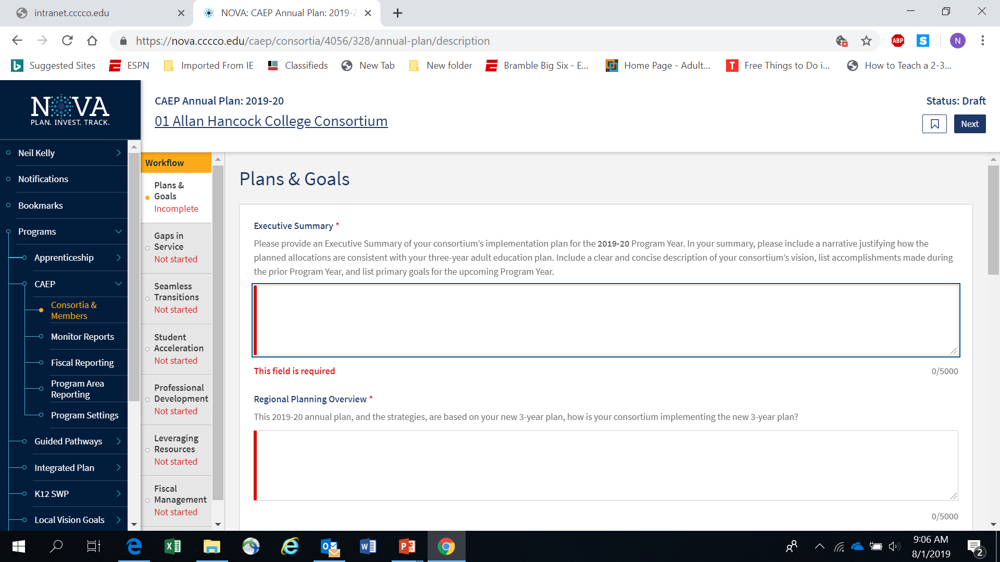 intranet.cccco.edu
NOVA: CAEP Annual Plan: 2019-2
https://nova.cccco.edu/caep/consortia/4056/328/annual-plan/description
ABP
S
N
Suggested Sites
ESPN
Imported From IE
Classifieds
New Tab
New folder
Bramble Big Six - E...
Home Page - Adult...
T
Free Things to Do i...
How to Teach a 2-3...
NOVA
PLAN. INVEST. TRACK.
CAEP Annual Plan: 2019-20
01 Allan Hancock College Consortium
Status: Draft
Next
Neil Kelly
Notifications
Bookmarks
Programs
Apprenticeship
CAEP
Consortia &
Members
Monitor Reports
Fiscal Reporting
Program Area
Reporting
Program Settings
Guided Pathways
Integrated Plan
K12 SWP
Local Vision Goals
Workflow
Plans &
Goals
Incomplete
Gaps in
Service
Not started
Seamless
Transitions
Not started
Student
Acceleration
Not started
Professional
Development
Not started
Leveraging
Resources
Not started
Fiscal
Management
Not started
Plans & Goals
Executive Summary *
Please provide an Executive Summary of your consortium’s implementation plan for the 2019-20 Program Year. In your summary, please include a narrative justifying how the
planned allocations are consistent with your three-year adult education plan. Include a clear and concise description of your consortium’s vision, list accomplishments made during
the prior Program Year, and list primary goals for the upcoming Program Year.
This field is required
0/5000
Regional Planning Overview *
This 2019-20 annual plan, and the strategies, are based on your new 3-year plan, how is your consortium implementing the new 3-year plan?
0/5000
9:06 AM
8/1/2019
2